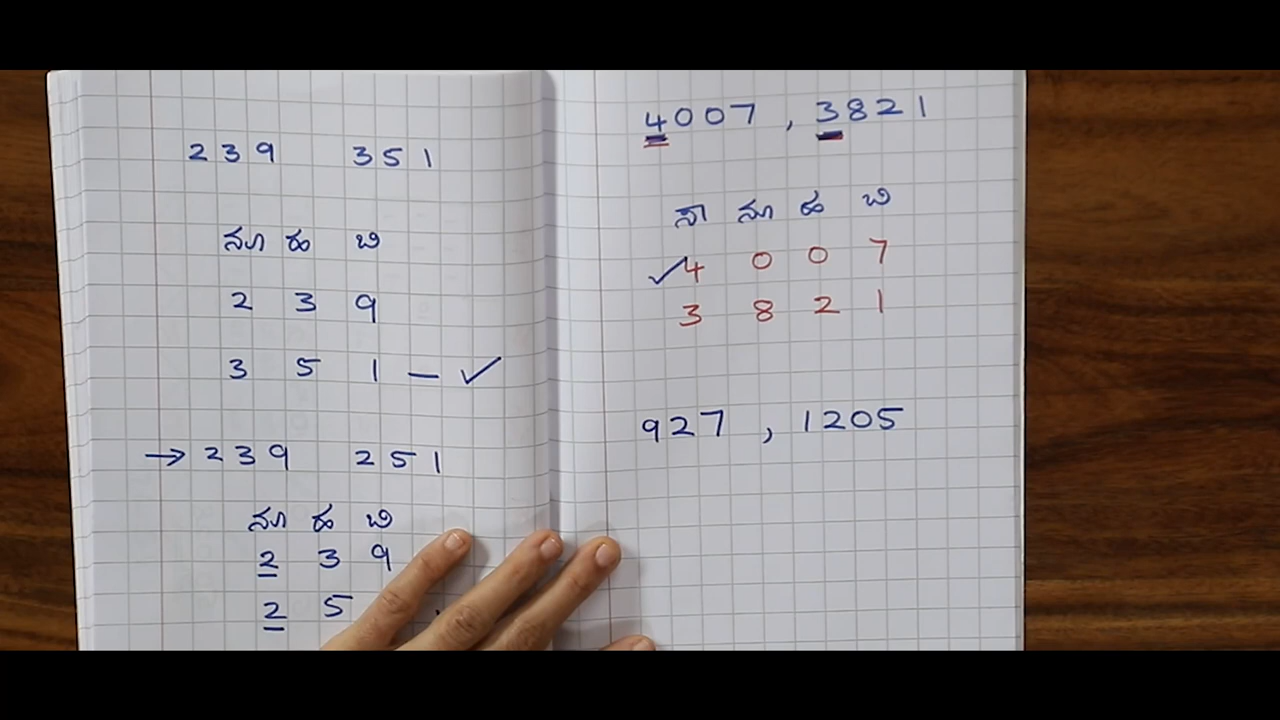 239 351
ನೂ ಹ ಬಿ
2 3 9
3 5 1 — ✓
→ 239 251
ನೂ ಹ ಬಿ
2 3 9
2 5
4007 , 3821
ಸಾ ನೂ ಹ ಬಿ
✓ 4 0 0 7
3 8 2 1
927 , 1205